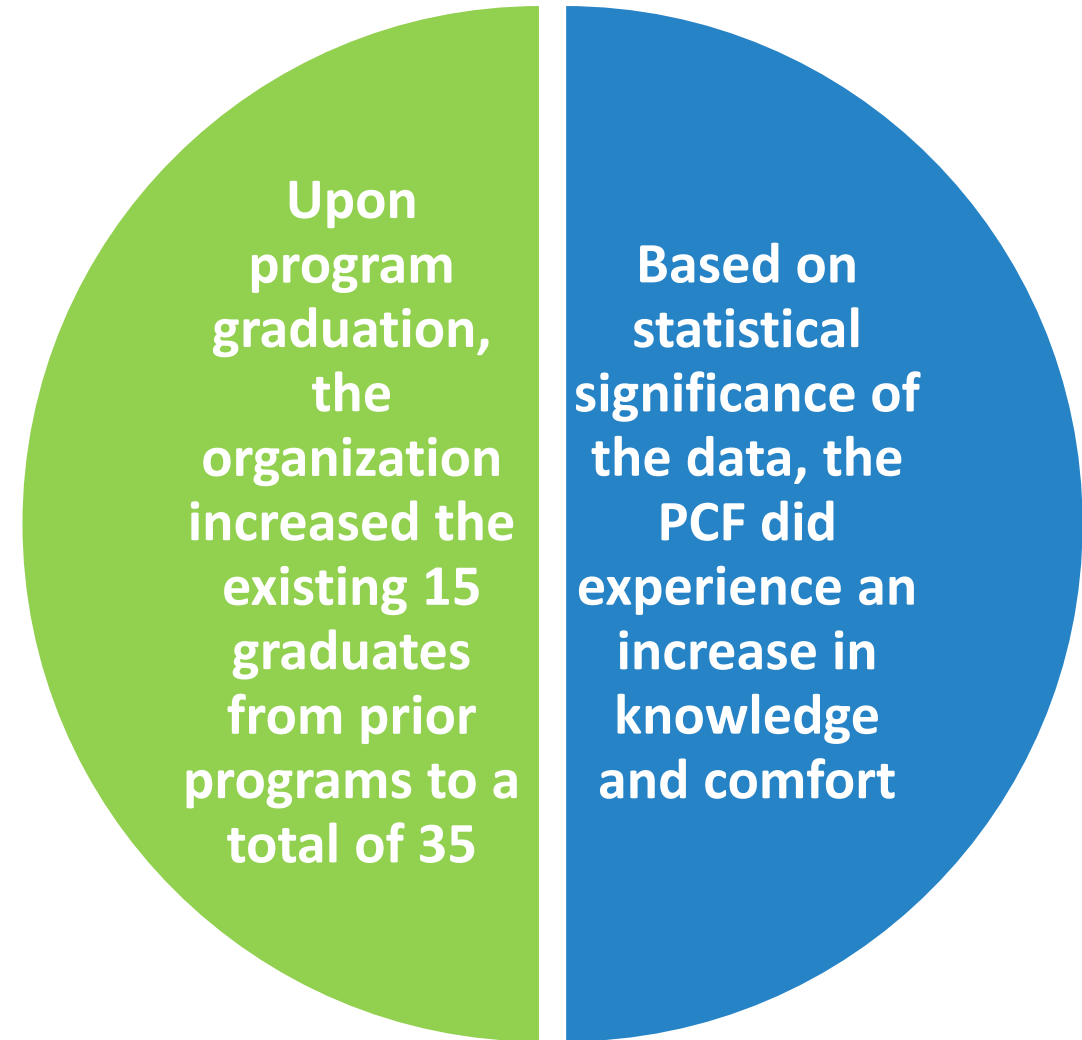 Upon
program
graduation,
the
organization
increased the
existing 15
graduates
from prior
programs to a
total of 35
Based on
statistical
significance of
the data, the
PCF did
experience an
increase in
knowledge
and comfort